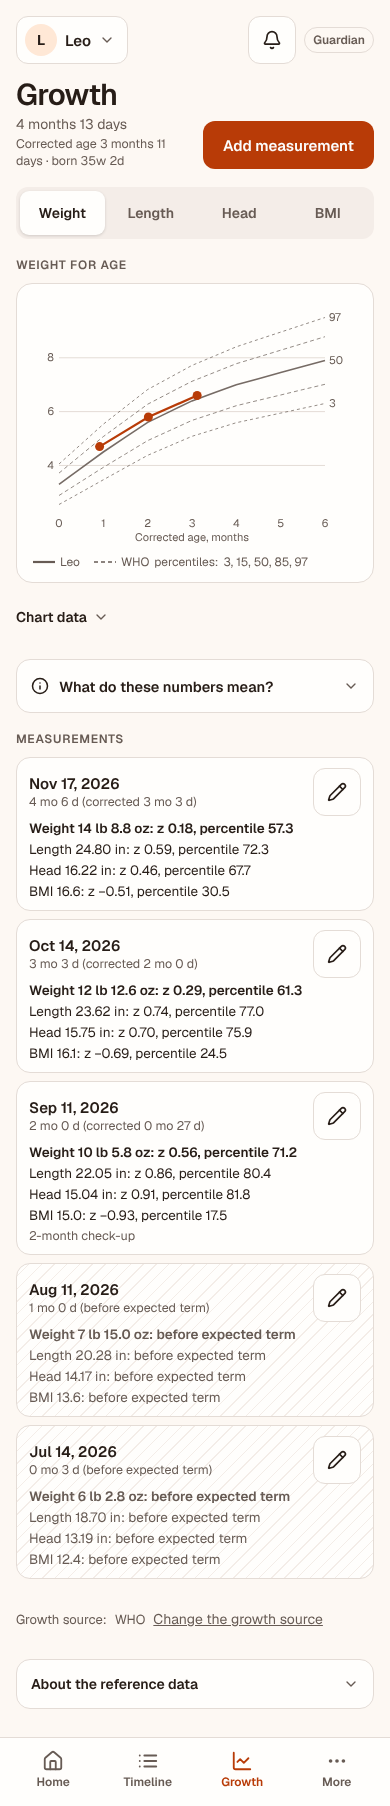 L Leo
Guardian
Growth
4 months 13 days
Corrected age 3 months 11
days · born 35w 2d
Add measurement
Weight Length Head BMI
WEIGHT FOR AGE
97
8
50
6
3
4
0 1 2 3 4 5 6
Corrected age, months
Leo WHO percentiles: 3, 15, 50, 85, 97
Chart data
What do these numbers mean?
MEASUREMENTS
Nov 17, 2026
4 mo 6 d (corrected 3 mo 3 d)
Weight 14 lb 8.8 oz: z 0.18, percentile 57.3
Length 24.80 in: z 0.59, percentile 72.3
Head 16.22 in: z 0.46, percentile 67.7
BMI 16.6: z −0.51, percentile 30.5
Oct 14, 2026
3 mo 3 d (corrected 2 mo 0 d)
Weight 12 lb 12.6 oz: z 0.29, percentile 61.3
Length 23.62 in: z 0.74, percentile 77.0
Head 15.75 in: z 0.70, percentile 75.9
BMI 16.1: z −0.69, percentile 24.5
Sep 11, 2026
2 mo 0 d (corrected 0 mo 27 d)
Weight 10 lb 5.8 oz: z 0.56, percentile 71.2
Length 22.05 in: z 0.86, percentile 80.4
Head 15.04 in: z 0.91, percentile 81.8
BMI 15.0: z −0.93, percentile 17.5
2-month check-up
Aug 11, 2026
1 mo 0 d (before expected term)
Weight 7 lb 15.0 oz: before expected term
Length 20.28 in: before expected term
Head 14.17 in: before expected term
BMI 13.6: before expected term
Jul 14, 2026
0 mo 3 d (before expected term)
Weight 6 lb 2.8 oz: before expected term
Length 18.70 in: before expected term
Head 13.19 in: before expected term
BMI 12.4: before expected term
Growth source: WHO Change the growth source
About the reference data
Home Timeline Growth More